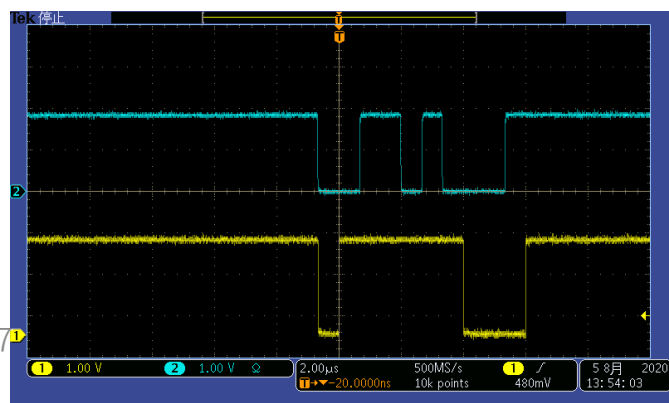 Tek 停止
T
T
2
7
1
1 1.00 V 2 1.00 V Ω 2.00μs 500MS/s 1 / 5 8月 2020
T→▼-20.0000ns 10k points 480mV 13:54:03